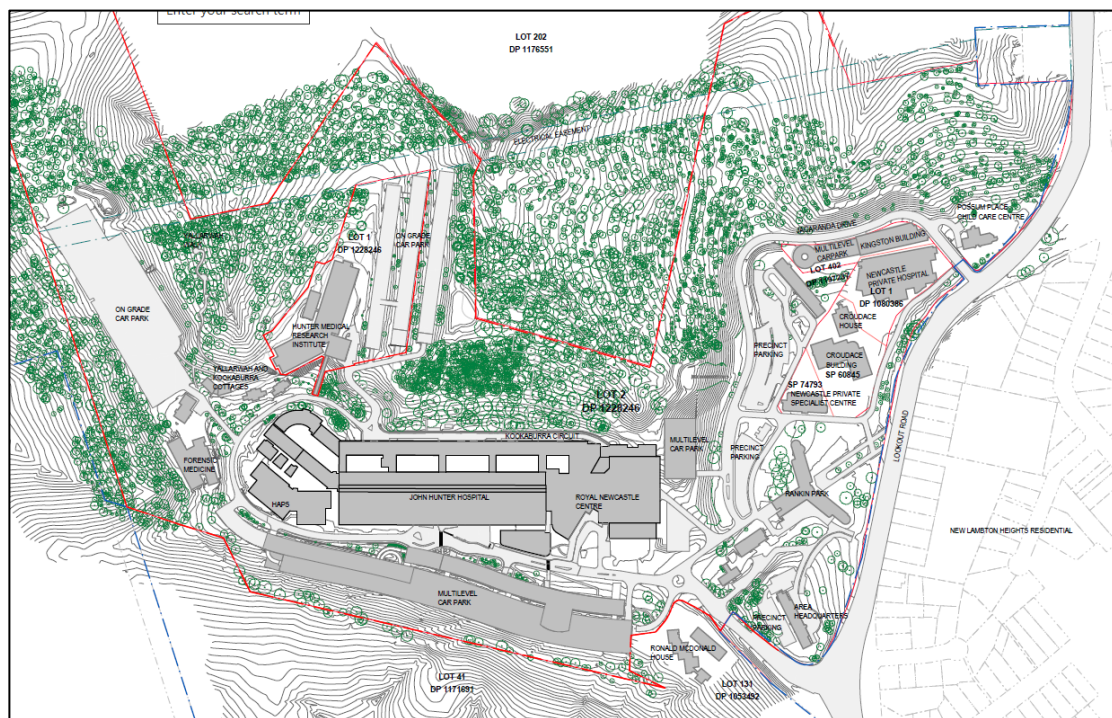 Enter your search term
LOT 202
DP 1176551
ELECTRICAL EASEMENT
POSSUM PLACE
CHILD CARE CENTRE
JACARANDA DRIVE
KINGSTON BUILDING
MULTILEVEL
CARPARK
LOT 402
NEWCASTLE
PRIVATE HOSPITAL
LOT 1
DP 1080386
LOT 1
DP 1228246
ON GRADE
CAR PARK
ON GRADE
CAR PARK
HUNTER MEDICAL
RESEARCH
INSTITUTE
CROUDACE
HOUSE
CROUDACE
BUILDING
SP 60845
PRECINCT
PARKING
SP 74793
NEWCASTLE PRIVATE
SPECIALIST CENTRE
YALLARWAH AND
KOOKABURRA
COTTAGES
LOT 2
DP 1228246
LOOKOUT ROAD
KOOKABURRA CIRCUIT
MULTILEVEL
CAR PARK
PRECINCT
PARKING
FORENSIC
MEDICINE
HAPS
JOHN HUNTER HOSPITAL
ROYAL NEWCASTLE
CENTRE
RANKIN PARK
NEW LAMBTON HEIGHTS RESIDENTIAL
MULTILEVEL
CAR PARK
PRECINCT
PARKING
AREA
HEADQUARTERS
RONALD MCDONALD
HOUSE
LOT 41
DP 1171691
LOT 131
DP 1053492